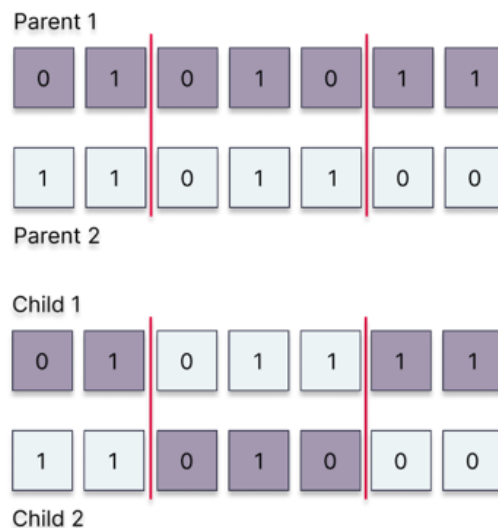 Parent 1
0 1 0 1 0 1 1
1 1 0 1 1 0 0
Parent 2
Child 1
0 1 0 1 1 1 1
1 1 0 1 0 0 0
Child 2